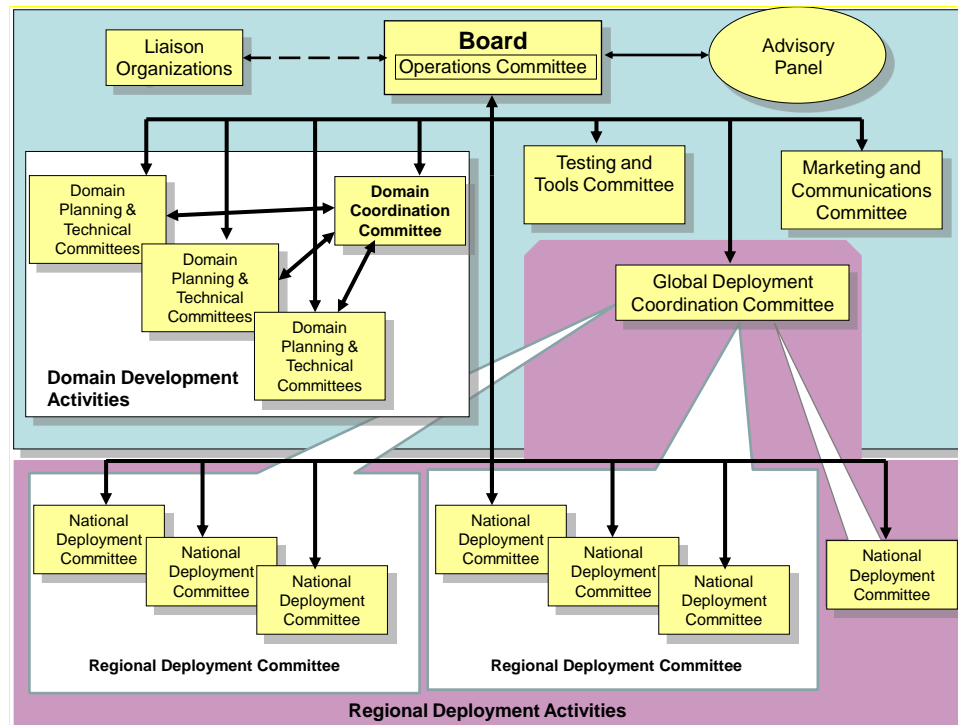 Liaison
Organizations
Board
Operations Committee
Advisory
Panel
Domain
Planning &
Technical
Committees
Domain
Planning &
Technical
Committees
Domain
Planning &
Technical
Committees
Domain
Coordination
Committee
Domain Development
Activities
Testing and
Tools Committee
Marketing and
Communications
Committee
Global Deployment
Coordination Committee
National
Deployment
Committee
National
Deployment
Committee
National
Deployment
Committee
Regional Deployment Committee
National
Deployment
Committee
National
Deployment
Committee
National
Deployment
Committee
Regional Deployment Committee
National
Deployment
Committee
Regional Deployment Activities